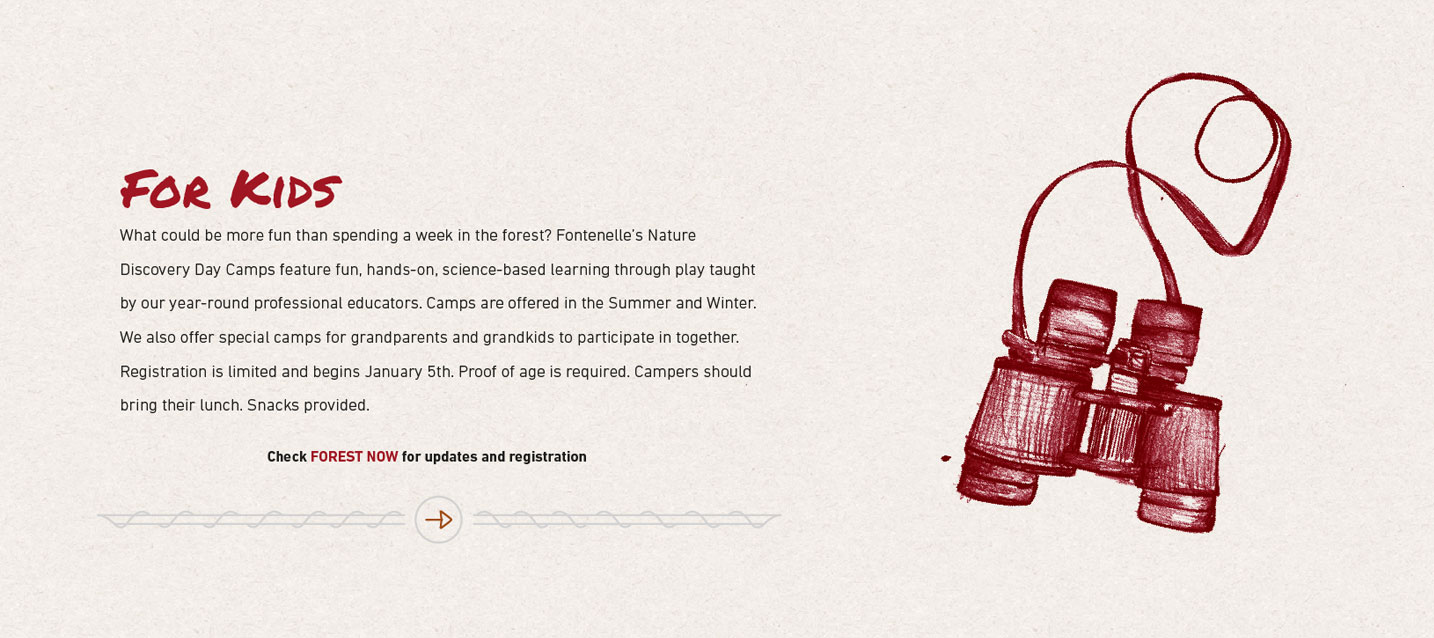 For Kids
What could be more fun than spending a week in the forest? Fontenelle's Nature
Discovery Day Camps feature fun, hands-on, science-based learning through play taught
by our year-round professional educators. Camps are offered in the Summer and Winter.
We also offer special camps for grandparents and grandkids to participate in together.
Registration is limited and begins January 5th. Proof of age is required. Campers should
bring their lunch. Snacks provided.
Check FOREST NOW for updates and registration